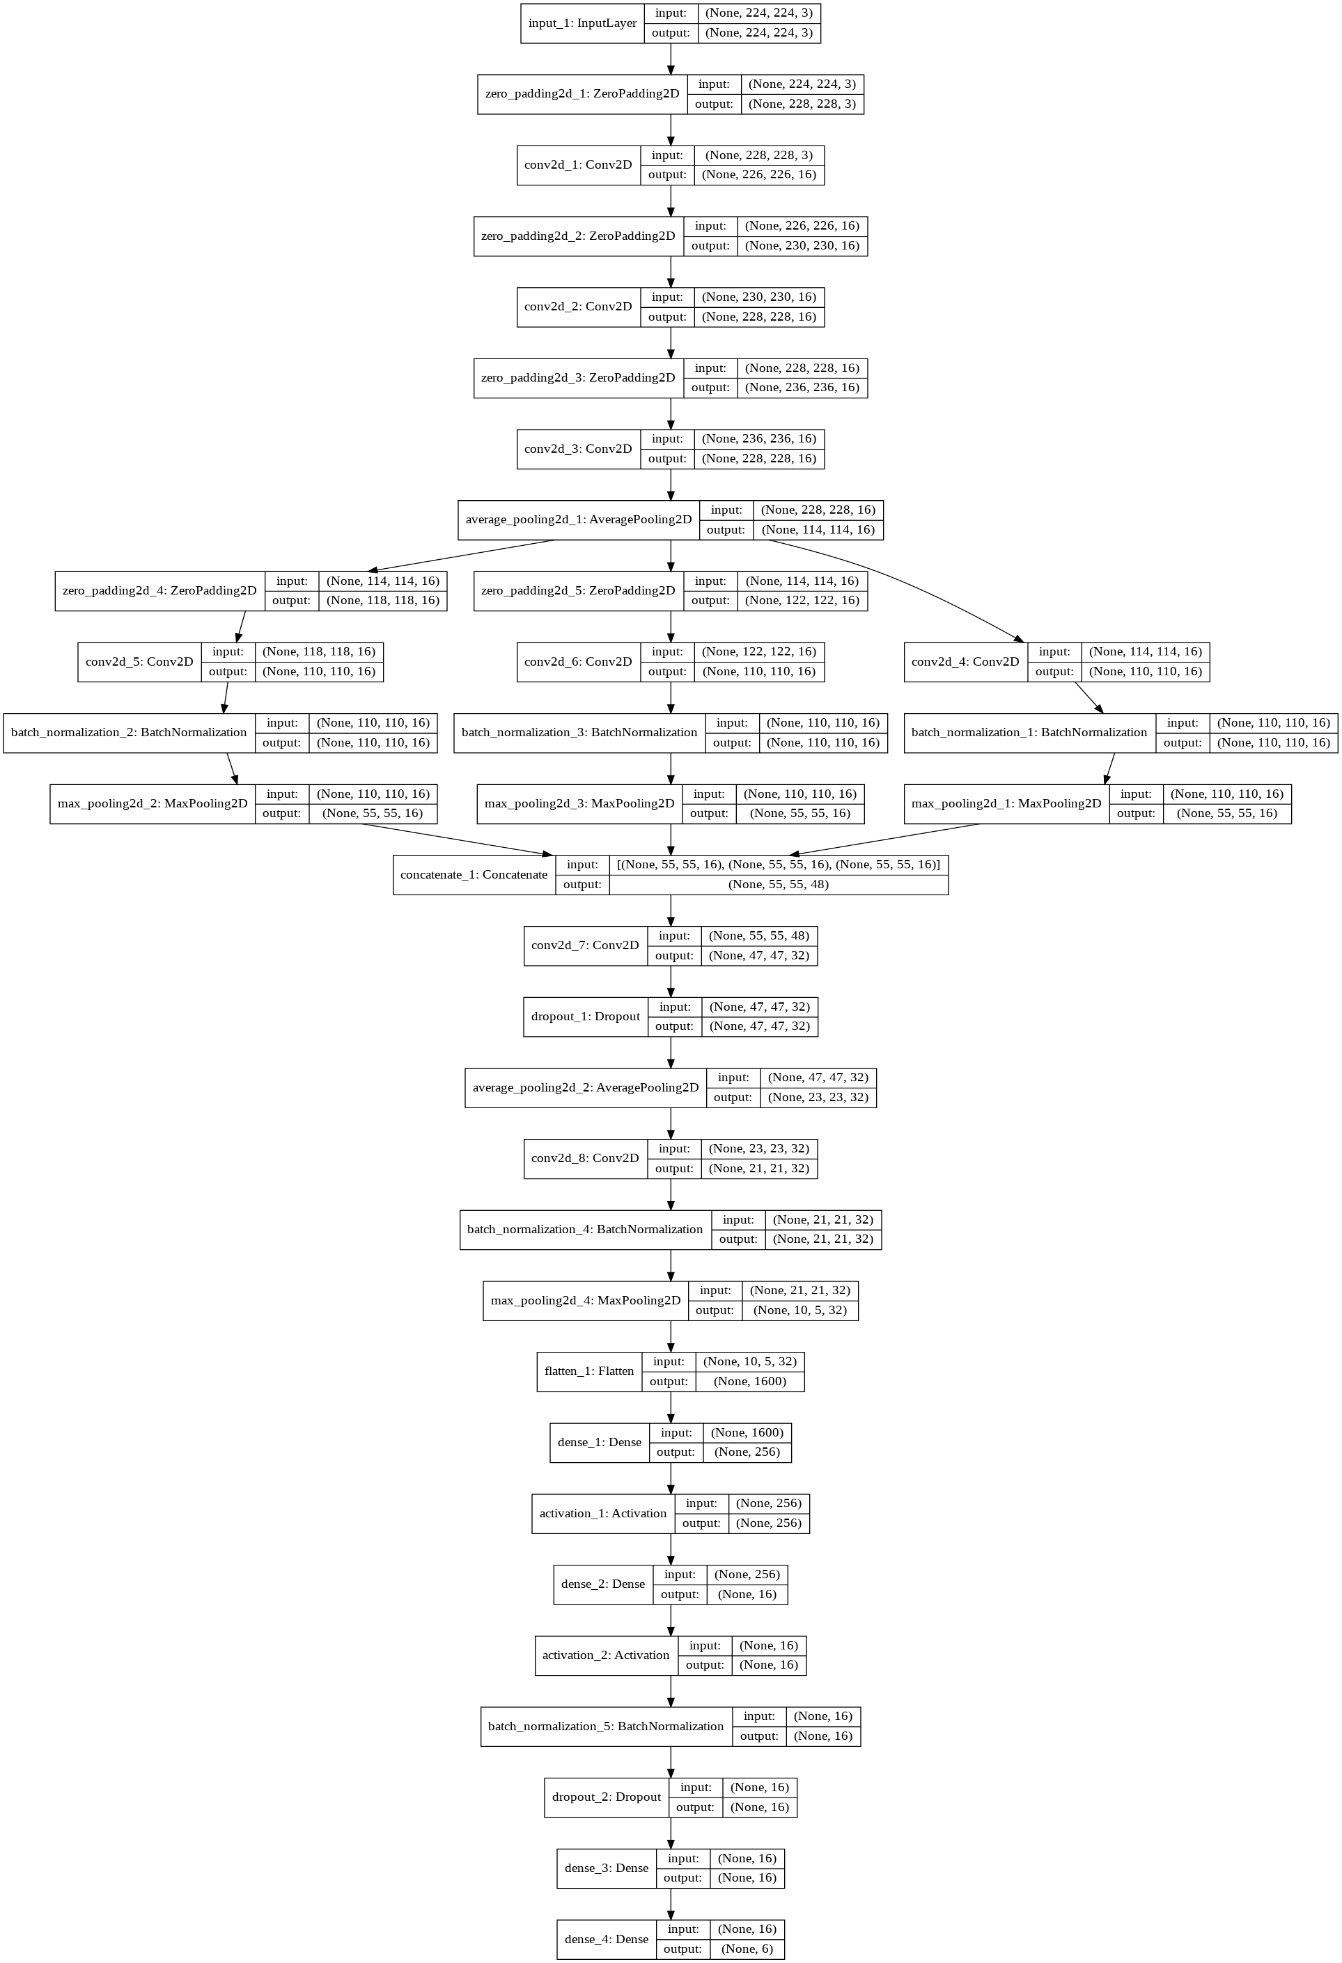 input_1: InputLayer
input: (None, 224, 224, 3)
output: (None, 224, 224, 3)
zero_padding2d_1: ZeroPadding2D
input: (None, 224, 224, 3)
output: (None, 228, 228, 3)
conv2d_1: Conv2D
input: (None, 228, 228, 3)
output: (None, 226, 226, 16)
zero_padding2d_2: ZeroPadding2D
input: (None, 226, 226, 16)
output: (None, 230, 230, 16)
conv2d_2: Conv2D
input: (None, 230, 230, 16)
output: (None, 228, 228, 16)
zero_padding2d_3: ZeroPadding2D
input: (None, 228, 228, 16)
output: (None, 236, 236, 16)
conv2d_3: Conv2D
input: (None, 236, 236, 16)
output: (None, 228, 228, 16)
average_pooling2d_1: AveragePooling2D
input: (None, 228, 228, 16)
output: (None, 114, 114, 16)
zero_padding2d_4: ZeroPadding2D
input: (None, 114, 114, 16)
output: (None, 118, 118, 16)
zero_padding2d_5: ZeroPadding2D
input: (None, 114, 114, 16)
output: (None, 122, 122, 16)
conv2d_5: Conv2D
input: (None, 118, 118, 16)
output: (None, 110, 110, 16)
conv2d_6: Conv2D
input: (None, 122, 122, 16)
output: (None, 110, 110, 16)
conv2d_4: Conv2D
input: (None, 114, 114, 16)
output: (None, 110, 110, 16)
batch_normalization_2: BatchNormalization
input: (None, 110, 110, 16)
output: (None, 110, 110, 16)
batch_normalization_3: BatchNormalization
input: (None, 110, 110, 16)
output: (None, 110, 110, 16)
batch_normalization_1: BatchNormalization
input: (None, 110, 110, 16)
output: (None, 110, 110, 16)
max_pooling2d_2: MaxPooling2D
input: (None, 110, 110, 16)
output: (None, 55, 55, 16)
max_pooling2d_3: MaxPooling2D
input: (None, 110, 110, 16)
output: (None, 55, 55, 16)
max_pooling2d_1: MaxPooling2D
input: (None, 110, 110, 16)
output: (None, 55, 55, 16)
concatenate_1: Concatenate
input: [(None, 55, 55, 16), (None, 55, 55, 16), (None, 55, 55, 16)]
output: (None, 55, 55, 48)
conv2d_7: Conv2D
input: (None, 55, 55, 48)
output: (None, 47, 47, 32)
dropout_1: Dropout
input: (None, 47, 47, 32)
output: (None, 47, 47, 32)
average_pooling2d_2: AveragePooling2D
input: (None, 47, 47, 32)
output: (None, 23, 23, 32)
conv2d_8: Conv2D
input: (None, 23, 23, 32)
output: (None, 21, 21, 32)
batch_normalization_4: BatchNormalization
input: (None, 21, 21, 32)
output: (None, 21, 21, 32)
max_pooling2d_4: MaxPooling2D
input: (None, 21, 21, 32)
output: (None, 10, 5, 32)
flatten_1: Flatten
input: (None, 10, 5, 32)
output: (None, 1600)
dense_1: Dense
input: (None, 1600)
output: (None, 256)
activation_1: Activation
input: (None, 256)
output: (None, 256)
dense_2: Dense
input: (None, 256)
output: (None, 16)
activation_2: Activation
input: (None, 16)
output: (None, 16)
batch_normalization_5: BatchNormalization
input: (None, 16)
output: (None, 16)
dropout_2: Dropout
input: (None, 16)
output: (None, 16)
dense_3: Dense
input: (None, 16)
output: (None, 16)
dense_4: Dense
input: (None, 16)
output: (None, 6)